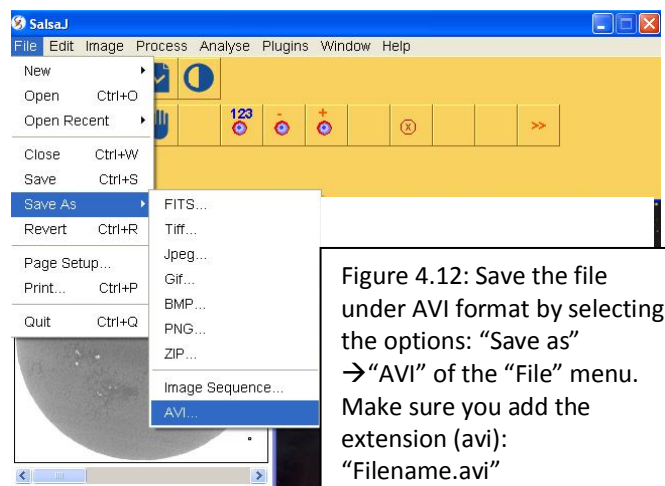 SalsaJ
File Edit Image Process Analyse Plugins Window Help
New
Open Ctrl+O
Open Recent
123 - +
x >>
Close Ctrl+W
Save Ctrl+S
Save As
Revert Ctrl+R
Page Setup...
Print... Ctrl+P
Quit Ctrl+Q
FITS...
Tiff...
Jpeg...
Gif...
BMP...
PNG...
ZIP...
Image Sequence...
AVI...
Figure 4.12: Save the file
under AVI format by selecting
the options: “Save as”
→“AVI” of the “File” menu.
Make sure you add the
extension (avi):
“Filename.avi”